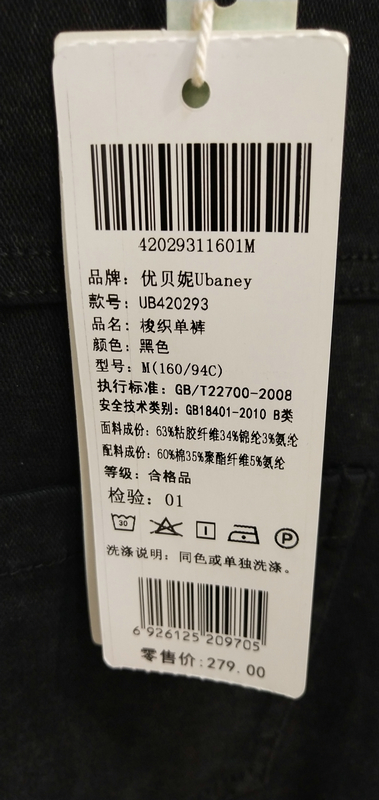 42029311601M
品牌：优贝妮Ubaney
款号：UB420293
品名：梭织单裤
颜色：黑色
型号：M(160/94C)
执行标准：GB/T22700-2008
安全技术类别：GB18401-2010 B类
面料成份：63%粘胶纤维34%锦纶3%氨纶
配料成份：60%棉35%聚酯纤维5%氨纶
等级：合格品
检验：01
30 P
洗涤说明：同色或单独洗涤。
6 926125 209705
零售价：279.00